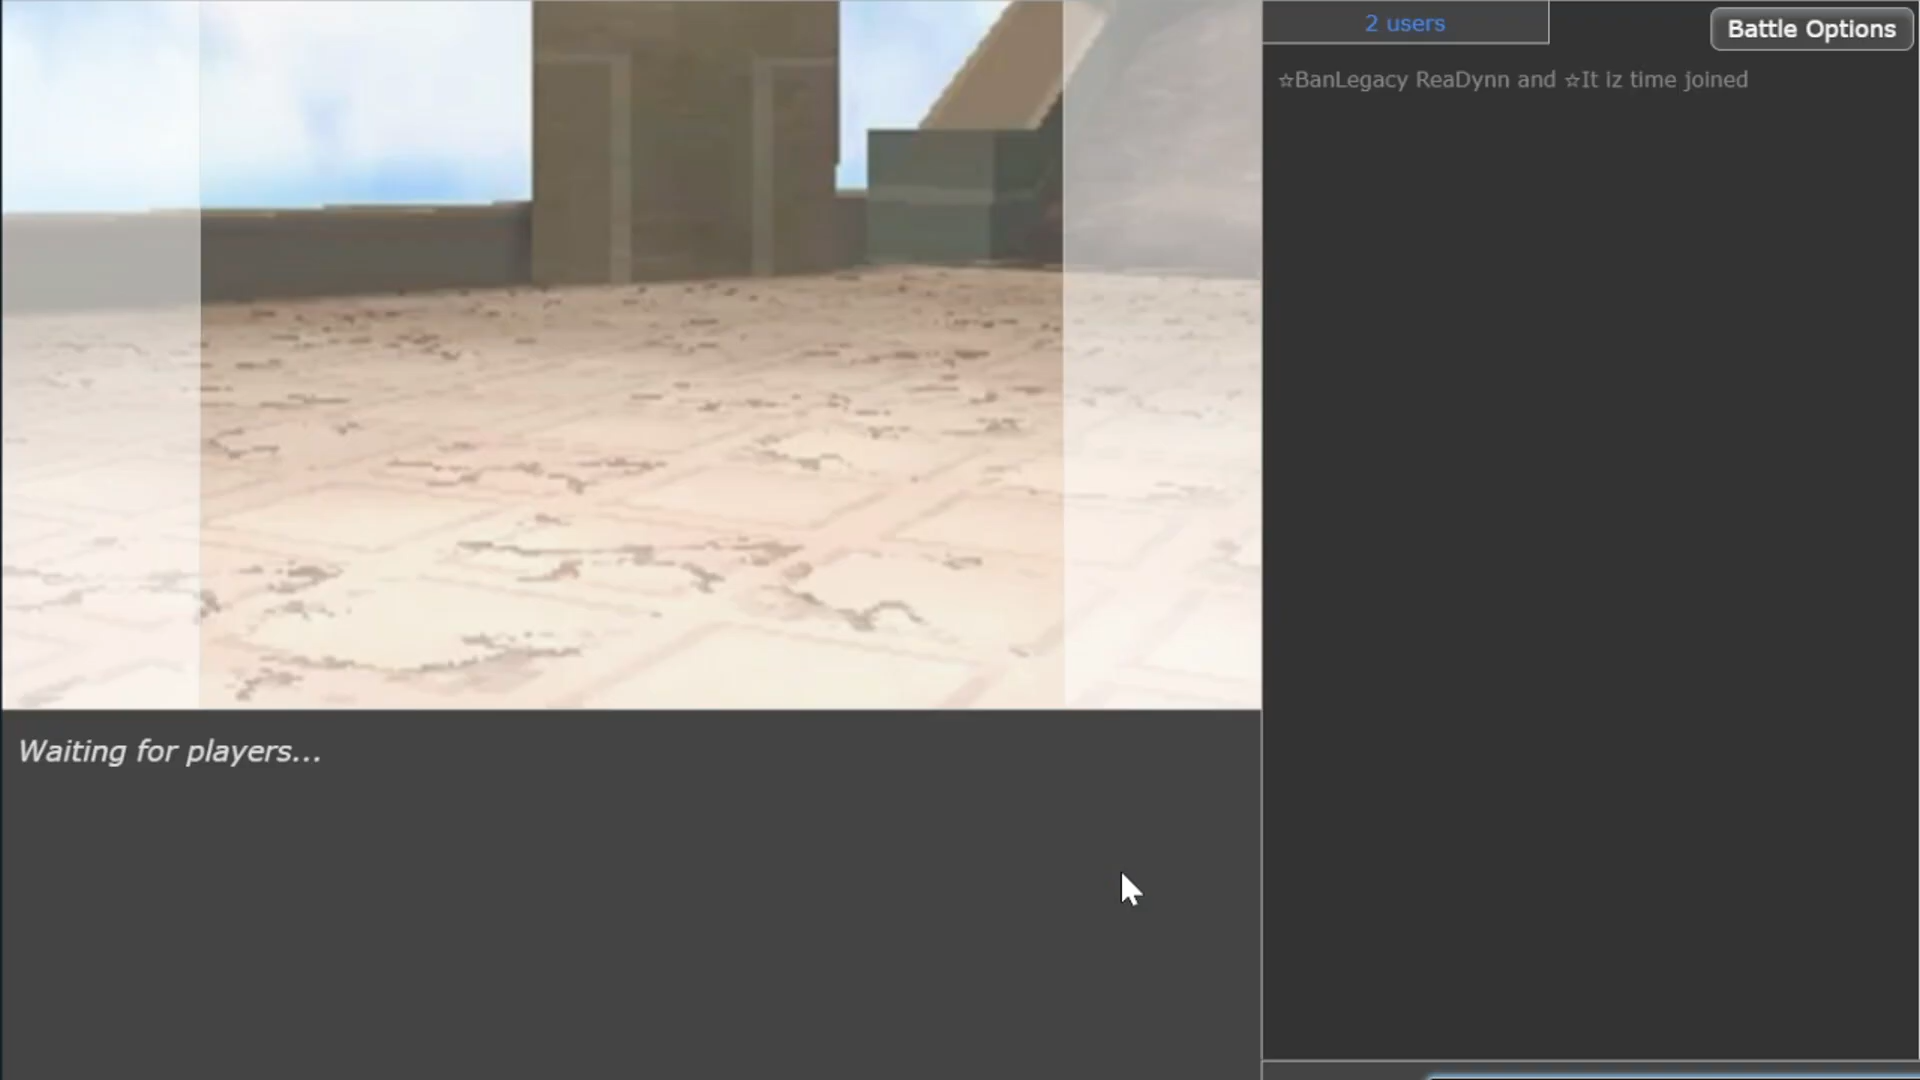 2 users
Battle Options
☆BanLegacy ReaDynn and ☆It iz time joined
Waiting for players...